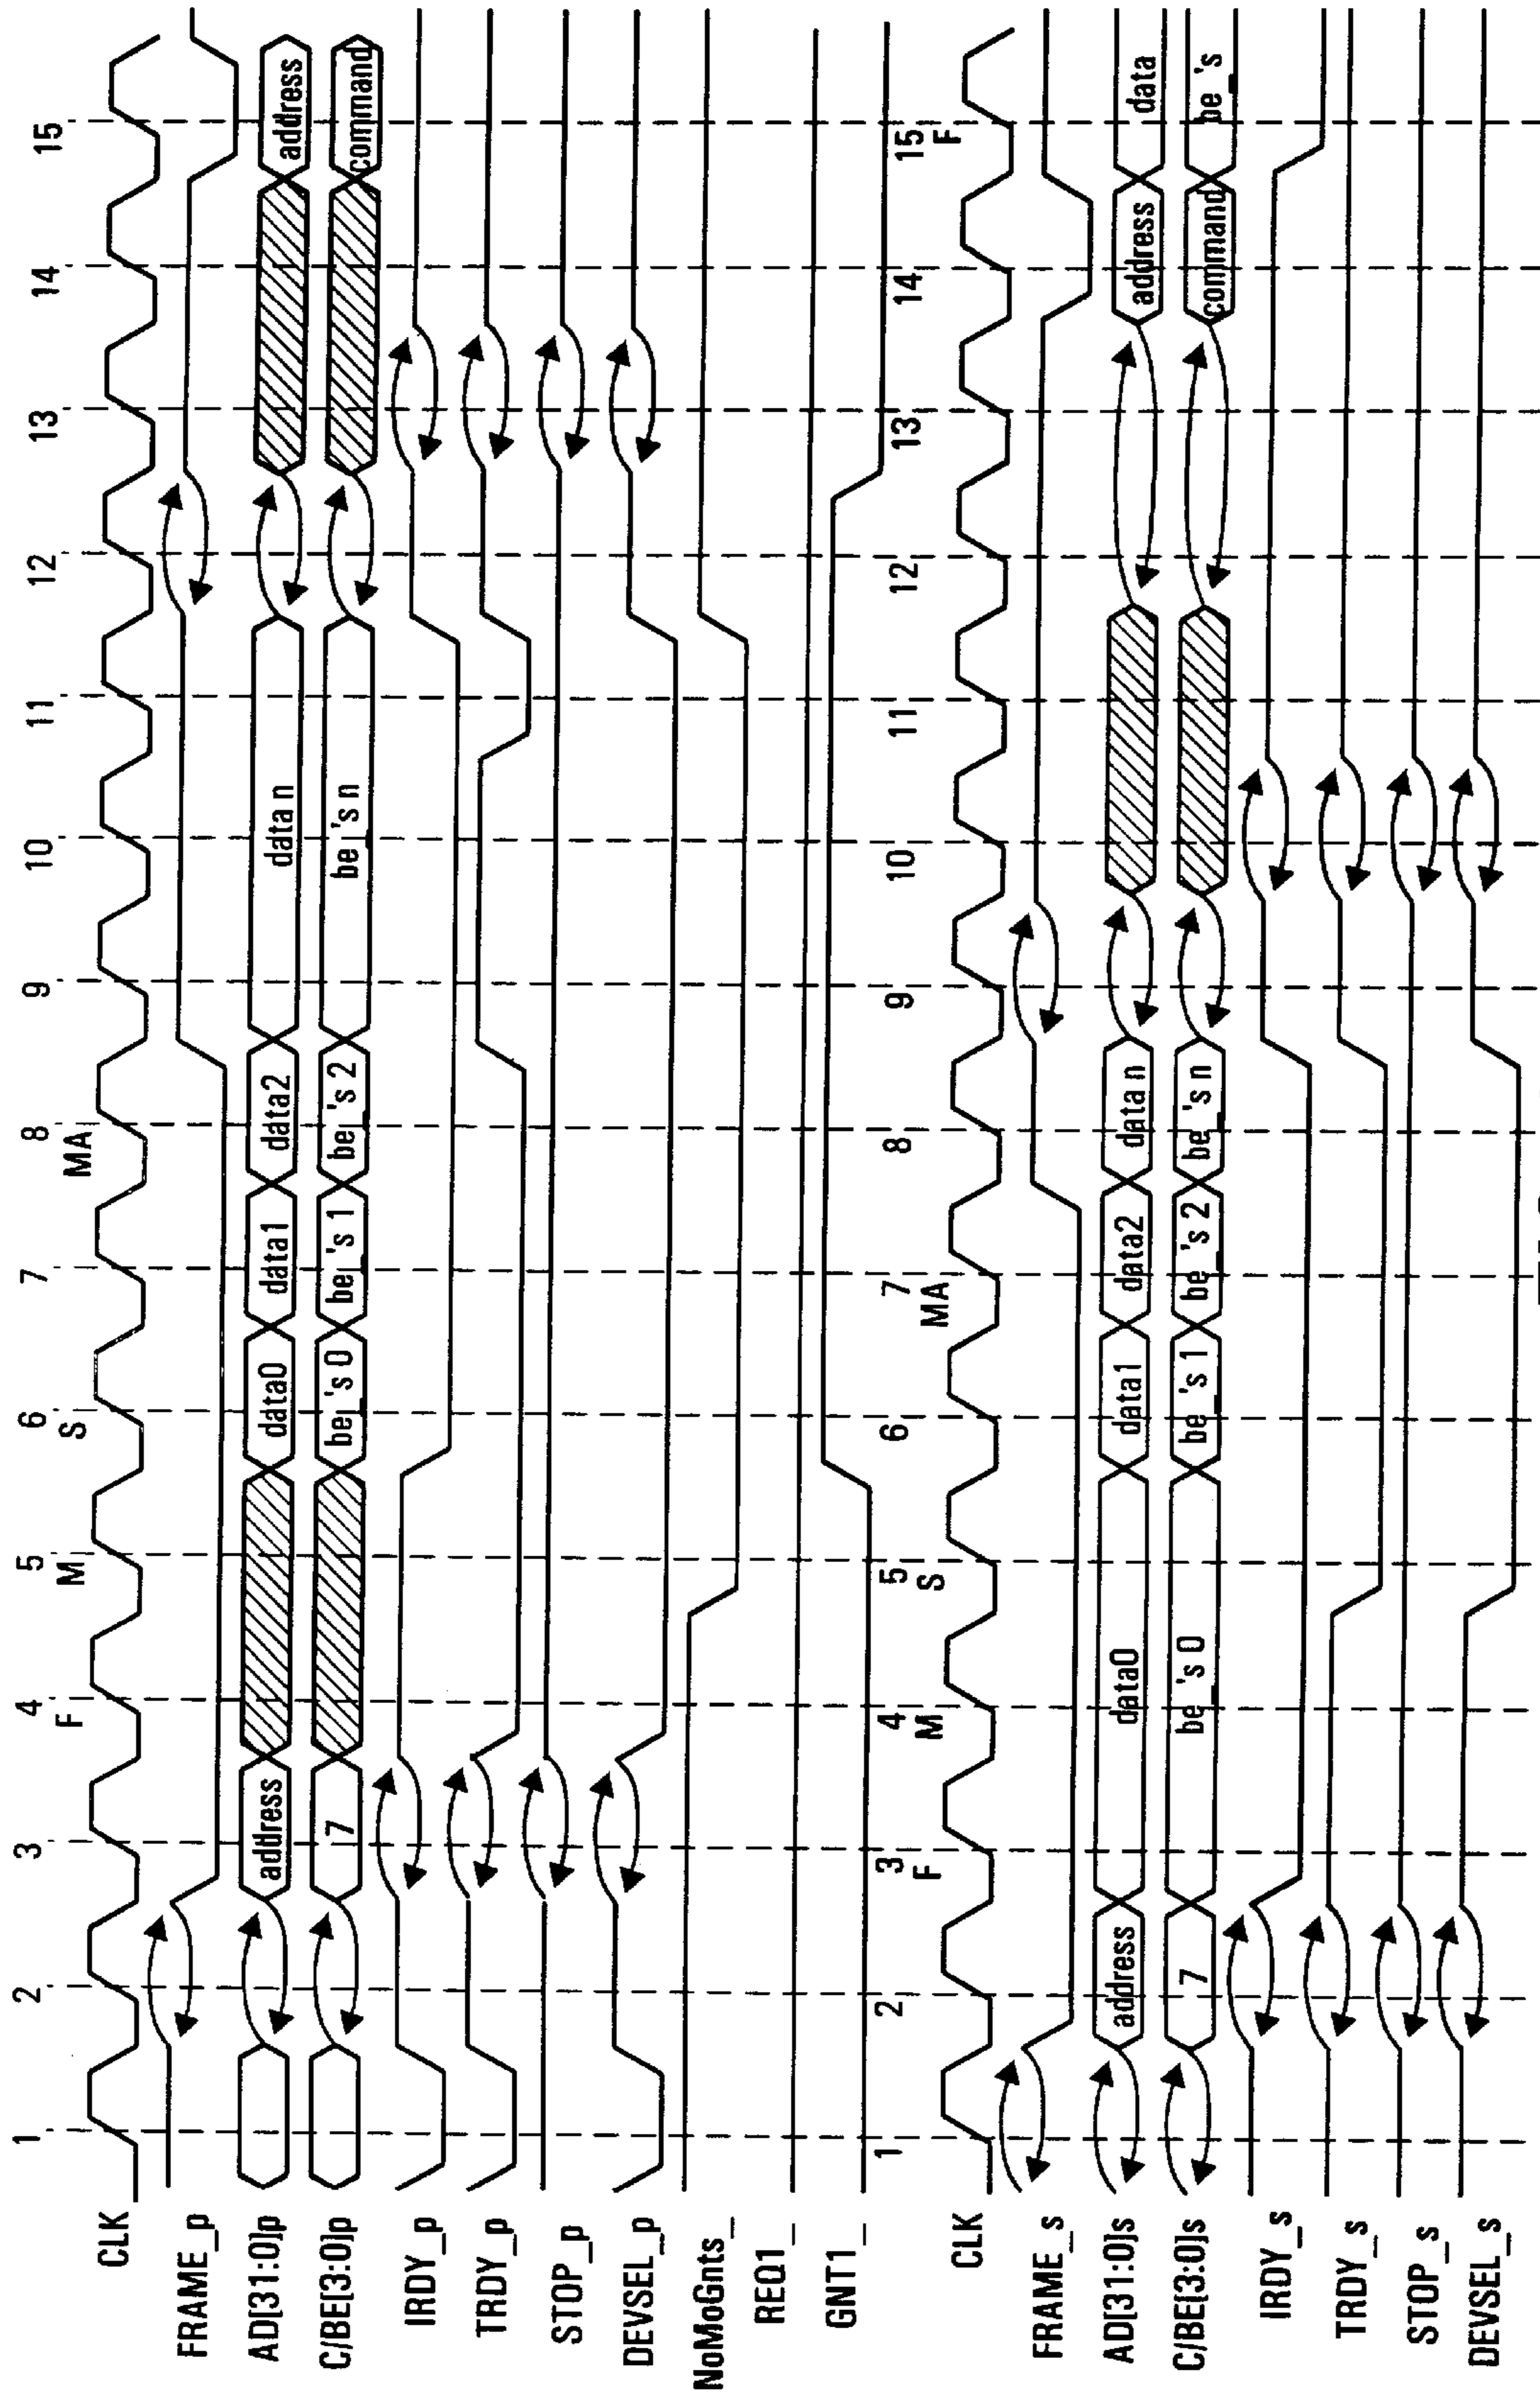 1 2 3 4 5 6 7 8 9 10 11 12 13 14 15
F M S MA
CLK
FRAME_p
AD[31:0]p address data0 data1 data2 data n address
C/BE[3:0]p 7 be_'s 0 be_'s 1 be_'s 2 be_'s n command
IRDY_p
TRDY_p
STOP_p
DEVSEL_p
NoMoGnts_
REQ1_
GNT1_
1 2 3 4 5 6 7 8 9 10 11 12 13 14 15
F M S MA F
CLK
FRAME_s
AD[31:0]s address data0 data1 data2 data n address data
C/BE[3:0]s 7 be_'s 0 be_'s 1 be_'s 2 be_'s n command be_'s
IRDY_s
TRDY_s
STOP_s
DEVSEL_s